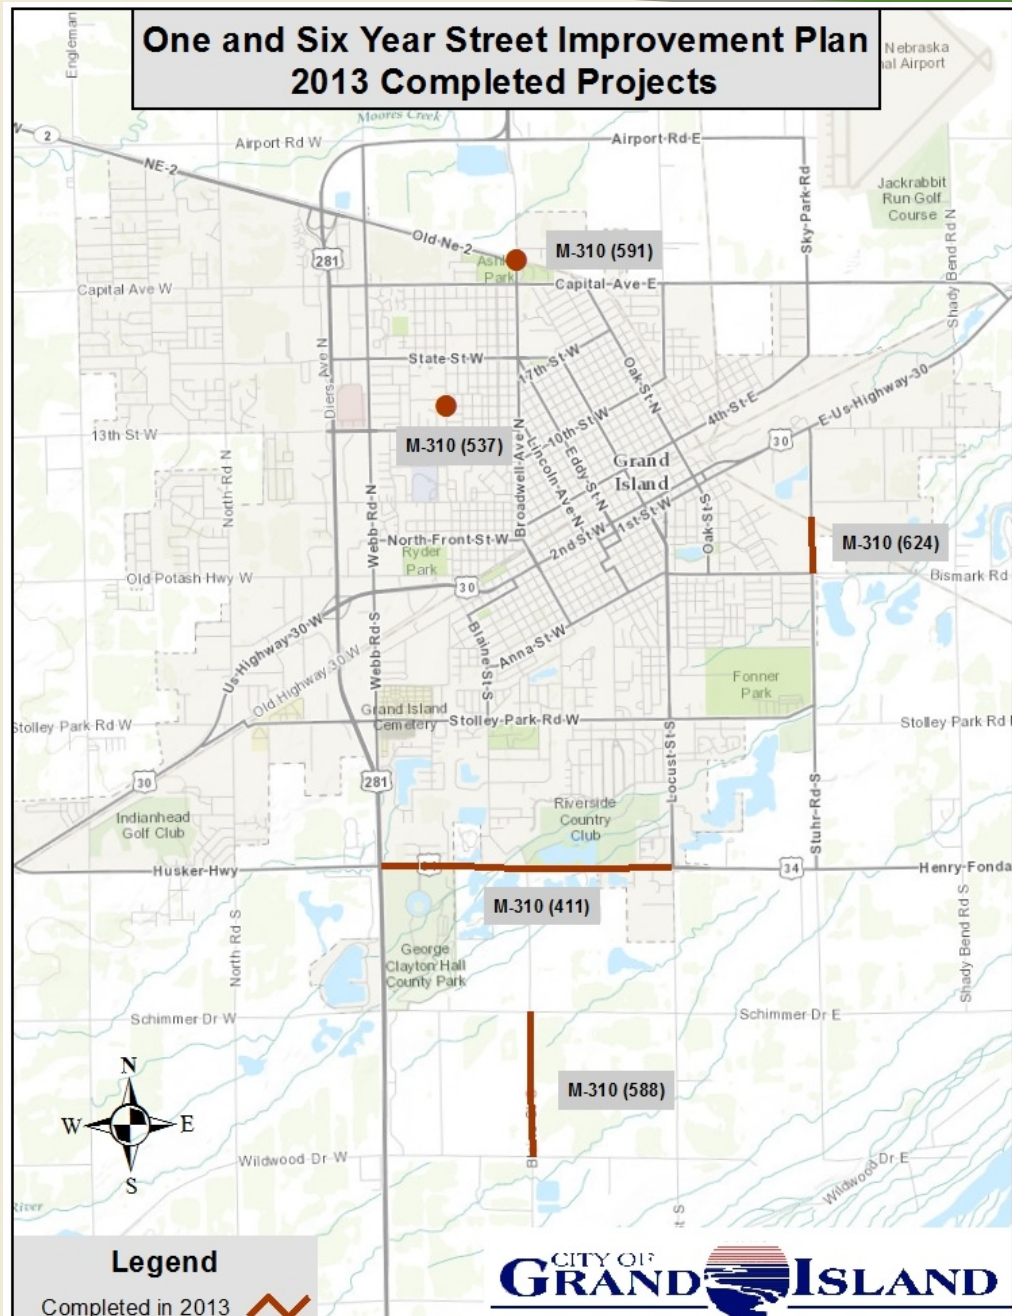 One and Six Year Street Improvement Plan
2013 Completed Projects
Engleman
Nebraska
nal Airport
Moores Creek
2
Airport Rd W
Airport-Rd-E
NE-2
Sky-Park-Rd
Jackrabbit
Run Golf
Course
Shady Bend Rd N
Old-Ne-2
M-310 (591)
281
Park
Capital Ave W
Capital-Ave-E
Diers Ave N
State-St-W
17th-St-W
Oak-St-N
E-Us-Highway-30
4th-St-E
10th-St-W
13th St W
M-310 (537)
Broadwell-Ave-N
Lincoln-Ave-N
Eddy-St-N
30
Grand
Island
North-Rd-N
Webb-Rd-N
1st-St-W
2nd St W
Oak-St-S
North-Front-St-W
Ryder
Park
M-310 (624)
Old Potash Hwy W
30
Bismark Rd
Us-Highway-30-W
Old Highway 30 W
Webb-Rd-S
Blaine-St-S
Anna-St-W
Fonner
Park
Grand Island
Cemetery
Stolley Park Rd W
Stolley-Park-Rd-W
Stolley Park Rd
Locust-St-S
30
281
Stuhr-Rd-S
Indianhead
Golf Club
Riverside
Country
Club
Husker-Hwy
34
Henry-Fonda
M-310 (411)
George
Clayton Hall
County Park
North Rd S
Shady Bend Rd S
Schimmer Dr W
Schimmer Dr E
M-310 (588)
N
W
E
S
Wildwood Dr W
Wildwood Dr E
River
Legend
Completed in 2013
CITY OF
GRAND ISLAND